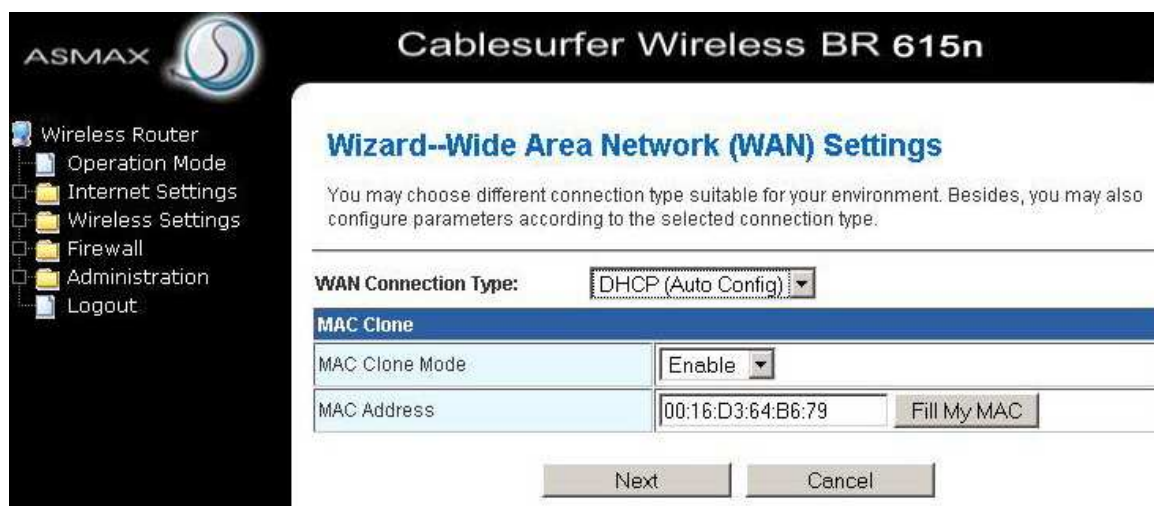 ASMAX
Cablesurfer Wireless BR 615n
Wireless Router
Operation Mode
Internet Settings
Wireless Settings
Firewall
Administration
Logout
Wizard--Wide Area Network (WAN) Settings
You may choose different connection type suitable for your environment. Besides, you may also
configure parameters according to the selected connection type.
WAN Connection Type: DHCP (Auto Config)
MAC Clone
MAC Clone Mode Enable
MAC Address 00:16:D3:64:B6:79 Fill My MAC
Next Cancel